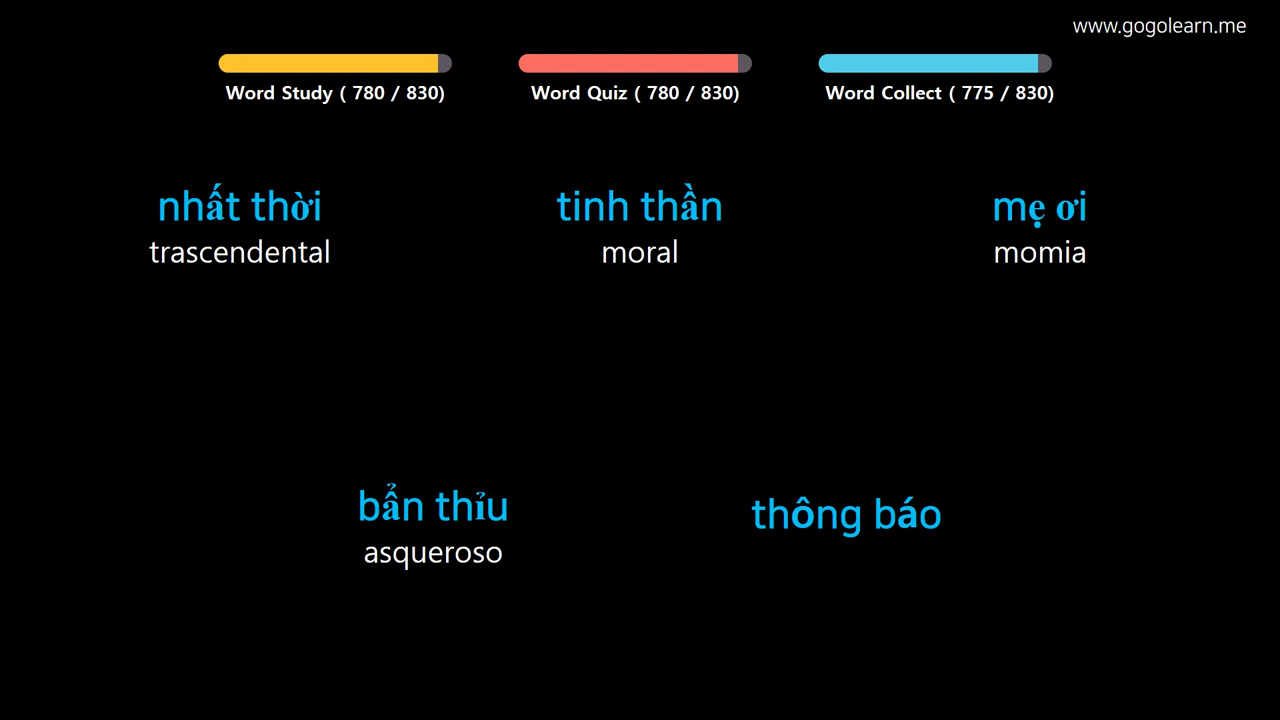 www.gogolearn.me
Word Study ( 780 / 830)
Word Quiz ( 780 / 830)
Word Collect ( 775 / 830)
nhất thời
trascendental
tinh thần
moral
mẹ ơi
momia
bẩn thỉu
asqueroso
thông báo